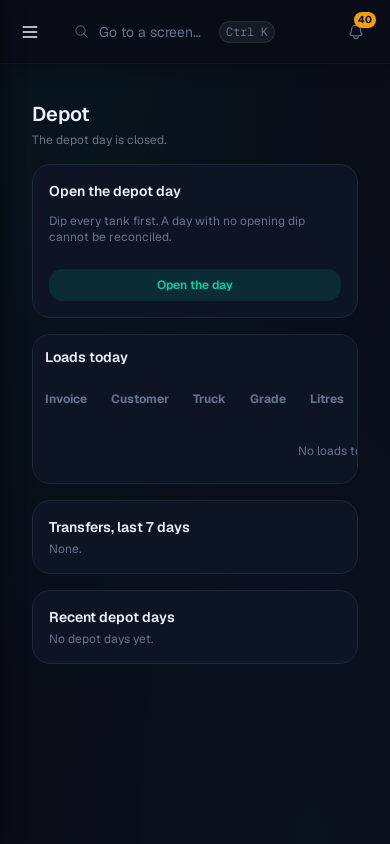 Go to a screen... Ctrl K
40
Depot
The depot day is closed.
Open the depot day
Dip every tank first. A day with no opening dip
cannot be reconciled.
Open the day
Loads today
Invoice Customer Truck Grade Litres
No loads to
Transfers, last 7 days
None.
Recent depot days
No depot days yet.